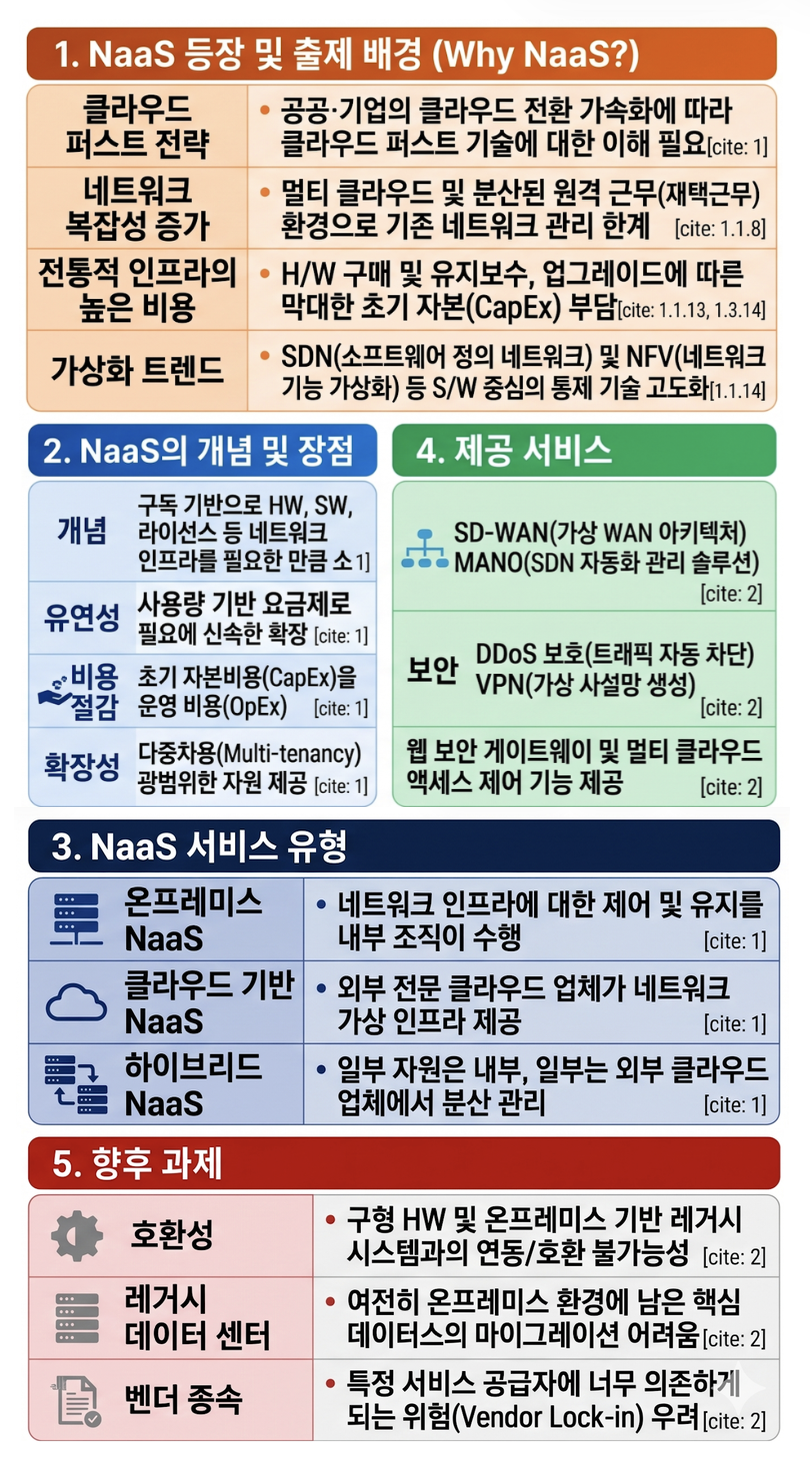 1. NaaS 등장 및 출제 배경 (Why NaaS?)
클라우드
퍼스트 전략
• 공공·기업의 클라우드 전환 가속화에 따라
클라우드 퍼스트 기술에 대한 이해 필요[cite: 1]
네트워크
복잡성 증가
• 멀티 클라우드 및 분산된 원격 근무(재택근무)
환경으로 기존 네트워크 관리 한계 [cite: 1.1.8]
전통적 인프라의
높은 비용
• H/W 구매 및 유지보수, 업그레이드에 따른
막대한 초기 자본(CapEx) 부담[cite: 1.1.13, 1.3.14]
가상화 트렌드
• SDN(소프트웨어 정의 네트워크) 및 NFV(네트워크
기능 가상화) 등 S/W 중심의 통제 기술 고도화[1.1.14]
2. NaaS의 개념 및 장점
개념
구독 기반으로 HW, SW,
라이선스 등 네트워크
인프라를 필요한 만큼 소 1]
유연성
사용량 기반 요금제로
필요에 신속한 확장 [cite: 1]
비용
절감
초기 자본비용(CapEx)을
운영 비용(OpEx) [cite: 1]
확장성
다중차용(Multi-tenancy)
광범위한 자원 제공 [cite: 1]
4. 제공 서비스
SD-WAN(가상 WAN 아키텍처)
MANO(SDN 자동화 관리 솔루션)
[cite: 2]
보안
DDoS 보호(트래픽 자동 차단)
VPN(가상 사설망 생성)
[cite: 2]
웹 보안 게이트웨이 및 멀티 클라우드
액세스 제어 기능 제공 [cite: 2]
3. NaaS 서비스 유형
온프레미스
NaaS
• 네트워크 인프라에 대한 제어 및 유지를
내부 조직이 수행 [cite: 1]
클라우드 기반
NaaS
• 외부 전문 클라우드 업체가 네트워크
가상 인프라 제공 [cite: 1]
하이브리드
NaaS
• 일부 자원은 내부, 일부는 외부 클라우드
업체에서 분산 관리 [cite: 1]
5. 향후 과제
호환성
• 구형 HW 및 온프레미스 기반 레거시
시스템과의 연동/호환 불가능성 [cite: 2]
레거시
데이터 센터
• 여전히 온프레미스 환경에 남은 핵심
데이터스의 마이그레이션 어려움[cite: 2]
벤더 종속
• 특정 서비스 공급자에 너무 의존하게
되는 위험(Vendor Lock-in) 우려[cite: 2]